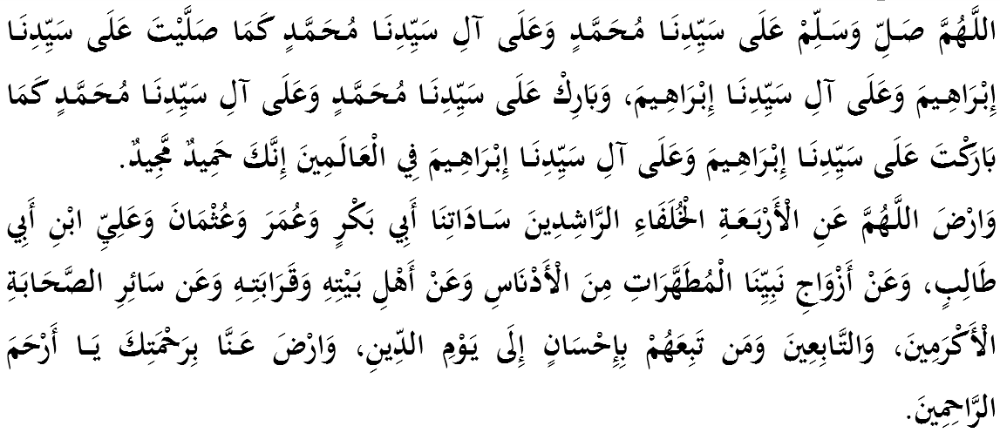 اللَّهُمَّ صَلِّ وَسَلِّمْ عَلَى سَيِّدِنَا مُحَمَّدٍ وَعَلَى آلِ سَيِّدِنَا مُحَمَّدٍ كَمَا صَلَّيْتَ عَلَى سَيِّدِنَا
إِبْرَاهِيمَ وَعَلَى آلِ سَيِّدِنَا إِبْرَاهِيمَ، وَبَارِكْ عَلَى سَيِّدِنَا مُحَمَّدٍ وَعَلَى آلِ سَيِّدِنَا مُحَمَّدٍ كَمَا
بَارَكْتَ عَلَى سَيِّدِنَا إِبْرَاهِيمَ وَعَلَى آلِ سَيِّدِنَا إِبْرَاهِيمَ فِي الْعَالَمِينَ إِنَّكَ حَمِيدٌ مَّجِيدٌ.
وَارْضَ اللَّهُمَّ عَنِ الْأَرْبَعَةِ الْخُلَفَاءِ الرَّاشِدِينَ سَادَاتِنَا أَبِي بَكْرٍ وَعُمَرَ وَعُثْمَانَ وَعَلِيِّ ابْنِ أَبِي
طَالِبٍ، وَعَنْ أَزْوَاجِ نَبِيِّنَا الْمُطَهَّرَاتِ مِنَ الْأَدْنَاسِ وَعَنْ أَهْلِ بَيْتِهِ وَقَرَابَتِهِ وَعَن سَائِرِ الصَّحَابَةِ
الْأَكْرَمِينَ، وَالتَّابِعِينَ وَمَن تَبِعَهُمْ بِإِحْسَانٍ إِلَى يَوْمِ الدِّينِ، وَارْضَ عَنَّا بِرَحْمَتِكَ يَا أَرْحَمَ
الرَّاحِمِينَ.